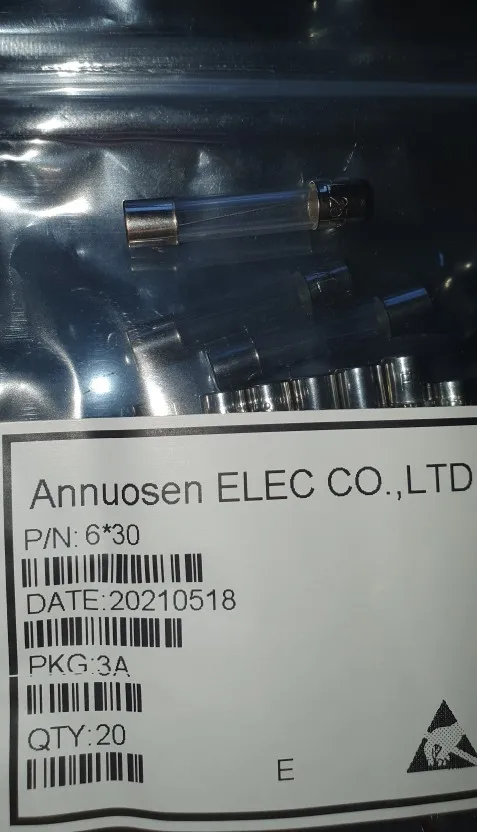 Annuosen ELEC CO.,LTD
P/N: 6*30
DATE:20210518
PKG:3A
QTY:20
E